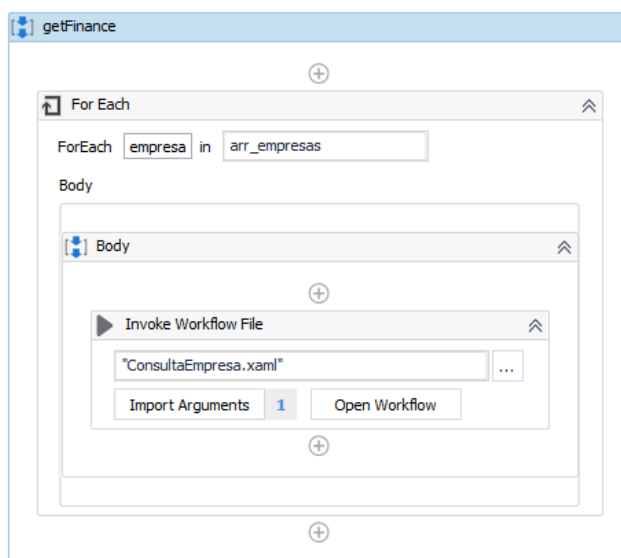 getFinance
For Each
ForEach empresa in arr_empresas
Body
Body
Invoke Workflow File
"ConsultaEmpresa.xaml" ...
Import Arguments 1 Open Workflow